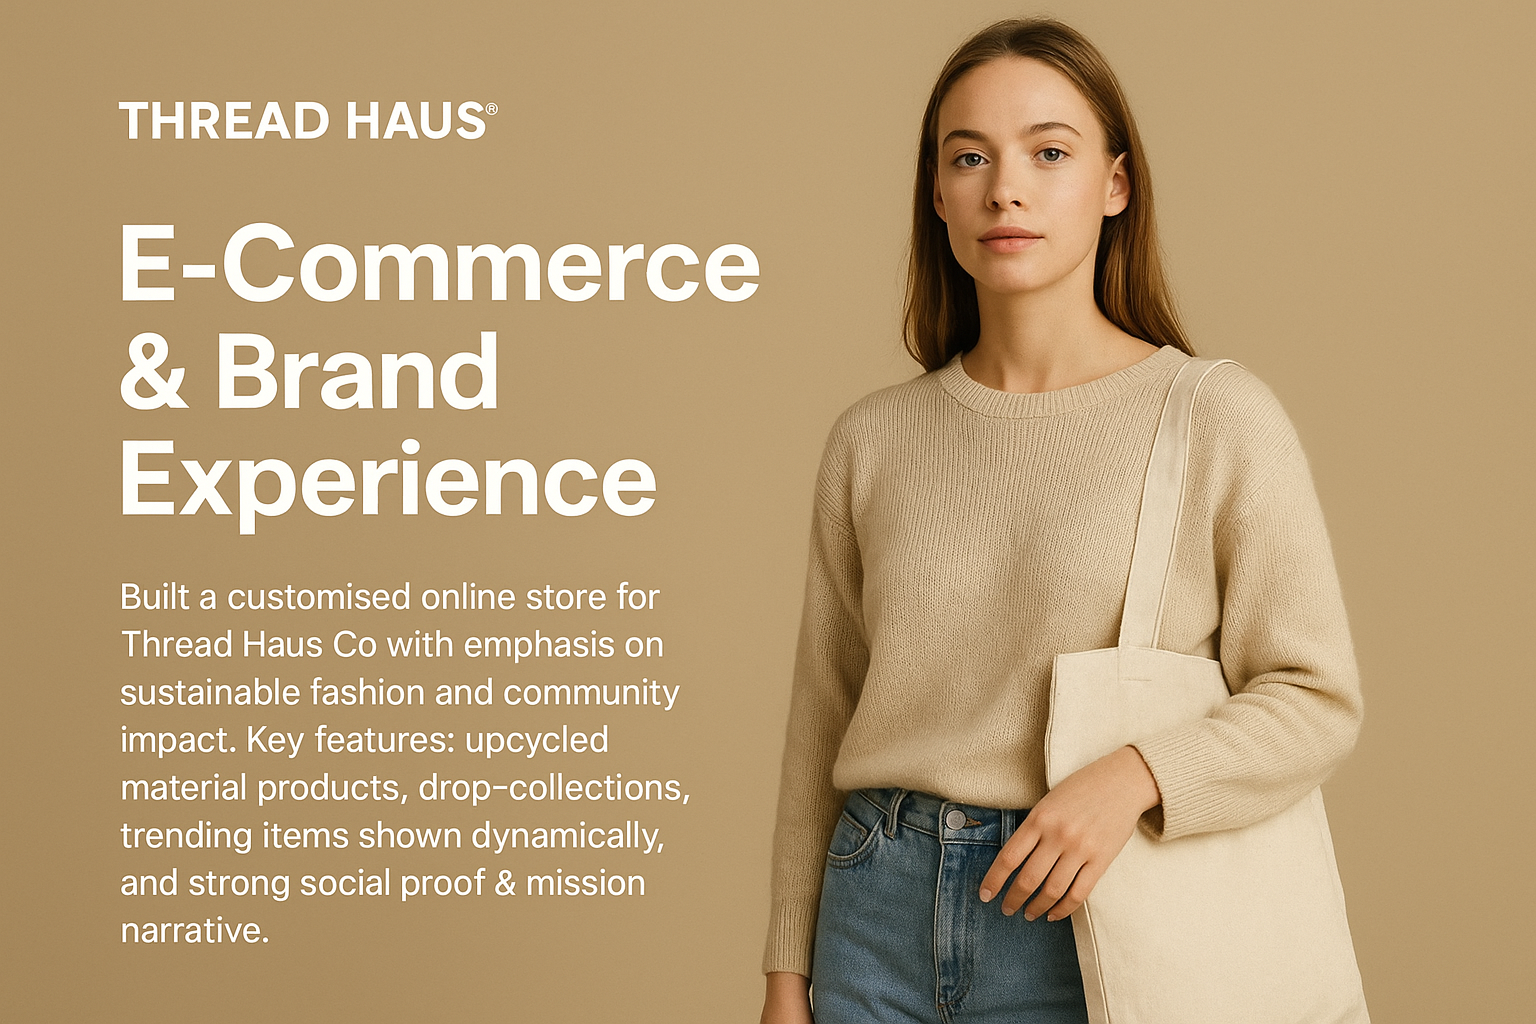 THREAD HAUS®
E-Commerce
& Brand
Experience
Built a customised online store for
Thread Haus Co with emphasis on
sustainable fashion and community
impact. Key features: upcycled
material products, drop-collections,
trending items shown dynamically,
and strong social proof & mission
narrative.